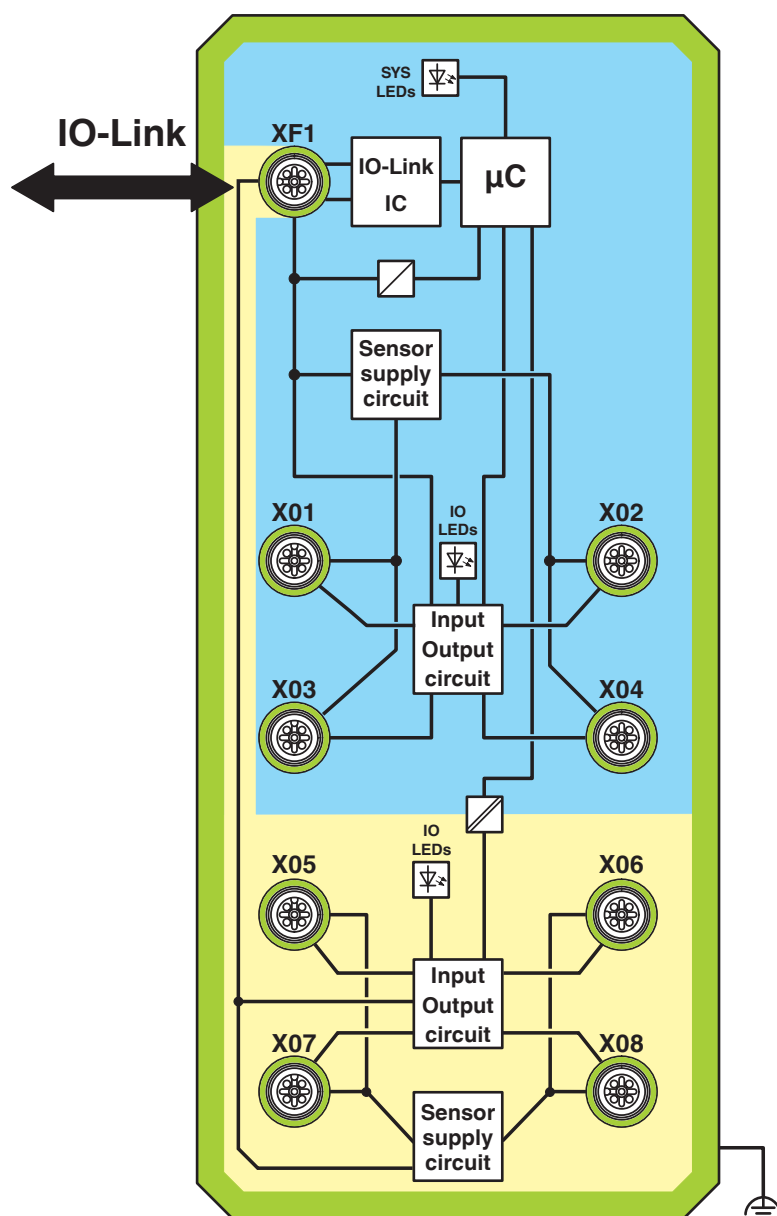 SYS
LEDs
IO-Link
XF1
IO-Link
IC
µC
Sensor
supply
circuit
X01
IO
LEDs
X02
Input
Output
circuit
X03
X04
IO
LEDs
X05
X06
Input
Output
circuit
X07
X08
Sensor
supply
circuit